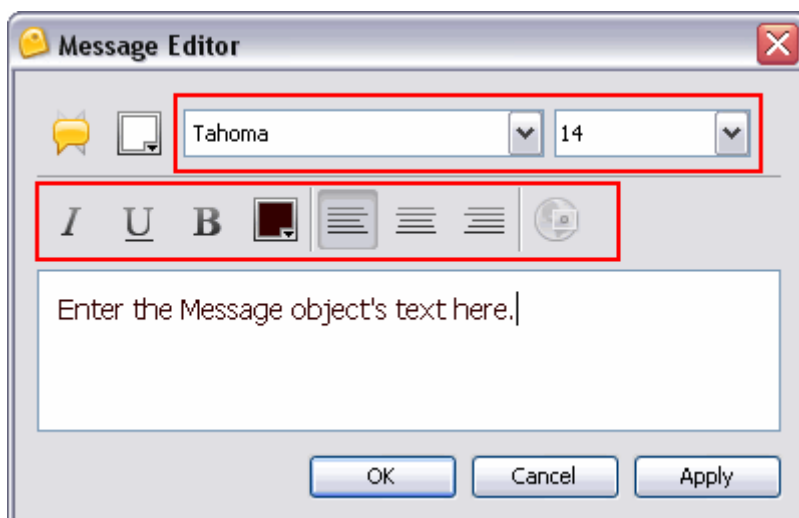 Message Editor
Tahoma 14
I U B
Enter the Message object's text here.
OK Cancel Apply